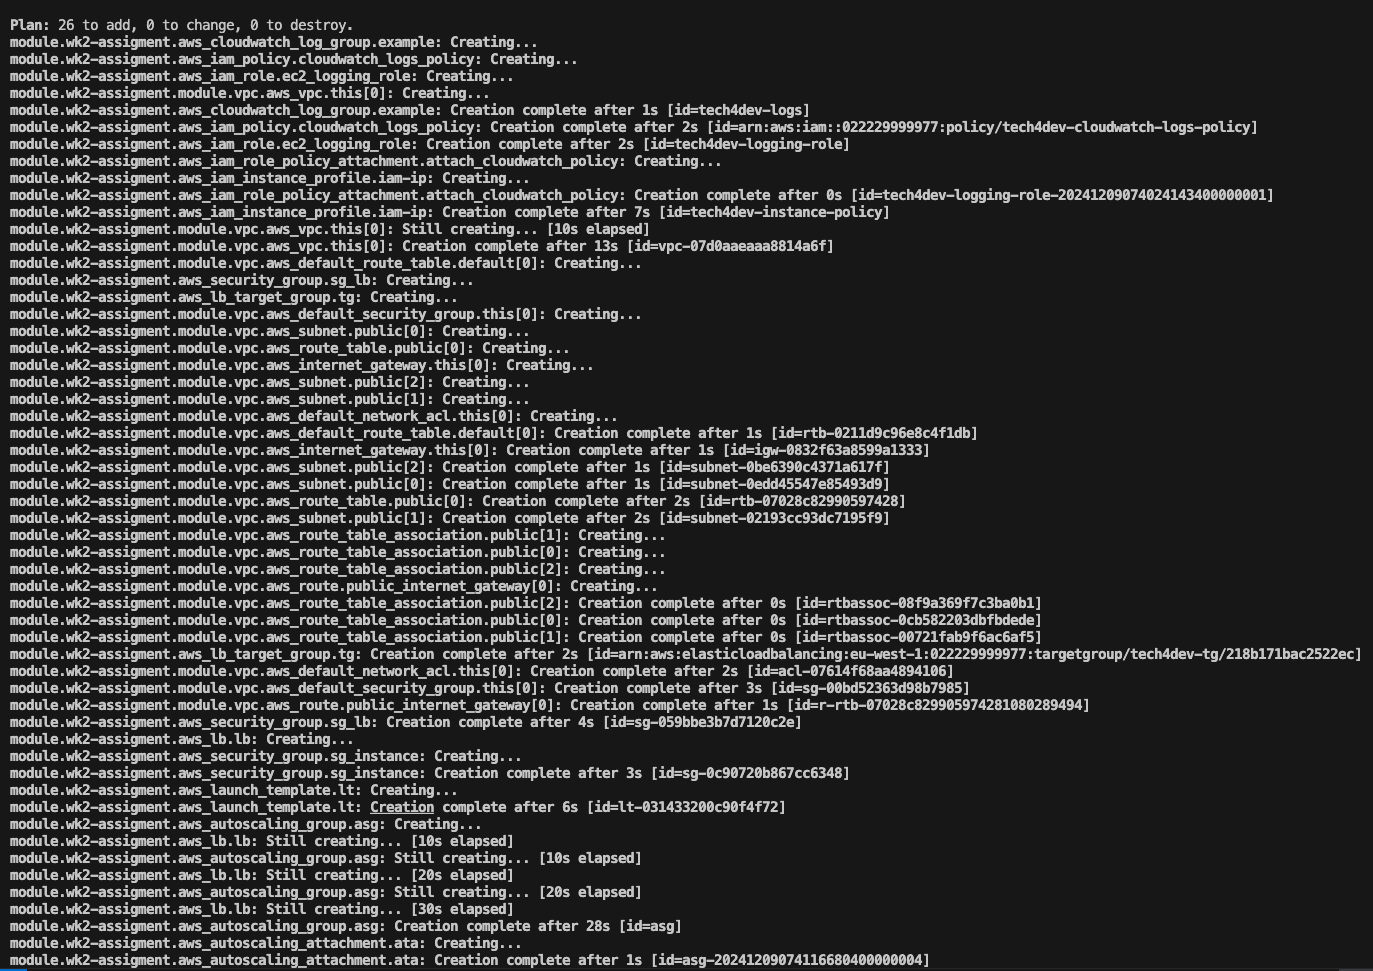 Plan: 26 to add, 0 to change, 0 to destroy.
module.wk2-assigment.aws_cloudwatch_log_group.example: Creating...
module.wk2-assigment.aws_iam_policy.cloudwatch_logs_policy: Creating...
module.wk2-assigment.aws_iam_role.ec2_logging_role: Creating...
module.wk2-assigment.module.vpc.aws_vpc.this[0]: Creating...
module.wk2-assigment.aws_cloudwatch_log_group.example: Creation complete after 1s [id=tech4dev-logs]
module.wk2-assigment.aws_iam_policy.cloudwatch_logs_policy: Creation complete after 2s [id=arn:aws:iam::022229999977:policy/tech4dev-cloudwatch-logs-policy]
module.wk2-assigment.aws_iam_role.ec2_logging_role: Creation complete after 2s [id=tech4dev-logging-role]
module.wk2-assigment.aws_iam_role_policy_attachment.attach_cloudwatch_policy: Creating...
module.wk2-assigment.aws_iam_instance_profile.iam-ip: Creating...
module.wk2-assigment.aws_iam_role_policy_attachment.attach_cloudwatch_policy: Creation complete after 0s [id=tech4dev-logging-role-20241209074024143400000001]
module.wk2-assigment.aws_iam_instance_profile.iam-ip: Creation complete after 7s [id=tech4dev-instance-policy]
module.wk2-assigment.module.vpc.aws_vpc.this[0]: Still creating... [10s elapsed]
module.wk2-assigment.module.vpc.aws_vpc.this[0]: Creation complete after 13s [id=vpc-07d0aaeaaa8814a6f]
module.wk2-assigment.module.vpc.aws_default_route_table.default[0]: Creating...
module.wk2-assigment.aws_security_group.sg_lb: Creating...
module.wk2-assigment.aws_lb_target_group.tg: Creating...
module.wk2-assigment.module.vpc.aws_default_security_group.this[0]: Creating...
module.wk2-assigment.module.vpc.aws_subnet.public[0]: Creating...
module.wk2-assigment.module.vpc.aws_route_table.public[0]: Creating...
module.wk2-assigment.module.vpc.aws_internet_gateway.this[0]: Creating...
module.wk2-assigment.module.vpc.aws_subnet.public[2]: Creating...
module.wk2-assigment.module.vpc.aws_subnet.public[1]: Creating...
module.wk2-assigment.module.vpc.aws_default_network_acl.this[0]: Creating...
module.wk2-assigment.module.vpc.aws_default_route_table.default[0]: Creation complete after 1s [id=rtb-0211d9c96e8c4f1db]
module.wk2-assigment.module.vpc.aws_internet_gateway.this[0]: Creation complete after 1s [id=igw-0832f63a8599a1333]
module.wk2-assigment.module.vpc.aws_subnet.public[2]: Creation complete after 1s [id=subnet-0be6390c4371a617f]
module.wk2-assigment.module.vpc.aws_subnet.public[0]: Creation complete after 1s [id=subnet-0edd45547e85493d9]
module.wk2-assigment.module.vpc.aws_route_table.public[0]: Creation complete after 2s [id=rtb-07028c82990597428]
module.wk2-assigment.module.vpc.aws_subnet.public[1]: Creation complete after 2s [id=subnet-02193cc93dc7195f9]
module.wk2-assigment.module.vpc.aws_route_table_association.public[1]: Creating...
module.wk2-assigment.module.vpc.aws_route_table_association.public[0]: Creating...
module.wk2-assigment.module.vpc.aws_route_table_association.public[2]: Creating...
module.wk2-assigment.module.vpc.aws_route.public_internet_gateway[0]: Creating...
module.wk2-assigment.module.vpc.aws_route_table_association.public[2]: Creation complete after 0s [id=rtbassoc-08f9a369f7c3ba0b1]
module.wk2-assigment.module.vpc.aws_route_table_association.public[0]: Creation complete after 0s [id=rtbassoc-0cb582203dbfbdede]
module.wk2-assigment.module.vpc.aws_route_table_association.public[1]: Creation complete after 0s [id=rtbassoc-00721fab9f6ac6af5]
module.wk2-assigment.aws_lb_target_group.tg: Creation complete after 2s [id=arn:aws:elasticloadbalancing:eu-west-1:022229999977:targetgroup/tech4dev-tg/218b171bac2522ec]
module.wk2-assigment.module.vpc.aws_default_network_acl.this[0]: Creation complete after 2s [id=acl-07614f68aa4894106]
module.wk2-assigment.module.vpc.aws_default_security_group.this[0]: Creation complete after 3s [id=sg-00bd52363d98b7985]
module.wk2-assigment.module.vpc.aws_route.public_internet_gateway[0]: Creation complete after 1s [id=r-rtb-07028c829905974281080289494]
module.wk2-assigment.aws_security_group.sg_lb: Creation complete after 4s [id=sg-059bbe3b7d7120c2e]
module.wk2-assigment.aws_lb.lb: Creating...
module.wk2-assigment.aws_security_group.sg_instance: Creating...
module.wk2-assigment.aws_security_group.sg_instance: Creation complete after 3s [id=sg-0c90720b867cc6348]
module.wk2-assigment.aws_launch_template.lt: Creating...
module.wk2-assigment.aws_launch_template.lt: Creation complete after 6s [id=lt-031433200c90f4f72]
module.wk2-assigment.aws_autoscaling_group.asg: Creating...
module.wk2-assigment.aws_lb.lb: Still creating... [10s elapsed]
module.wk2-assigment.aws_autoscaling_group.asg: Still creating... [10s elapsed]
module.wk2-assigment.aws_lb.lb: Still creating... [20s elapsed]
module.wk2-assigment.aws_autoscaling_group.asg: Still creating... [20s elapsed]
module.wk2-assigment.aws_lb.lb: Still creating... [30s elapsed]
module.wk2-assigment.aws_autoscaling_group.asg: Creation complete after 28s [id=asg]
module.wk2-assigment.aws_autoscaling_attachment.ata: Creating...
module.wk2-assigment.aws_autoscaling_attachment.ata: Creation complete after 1s [id=asg-20241209074116680400000004]